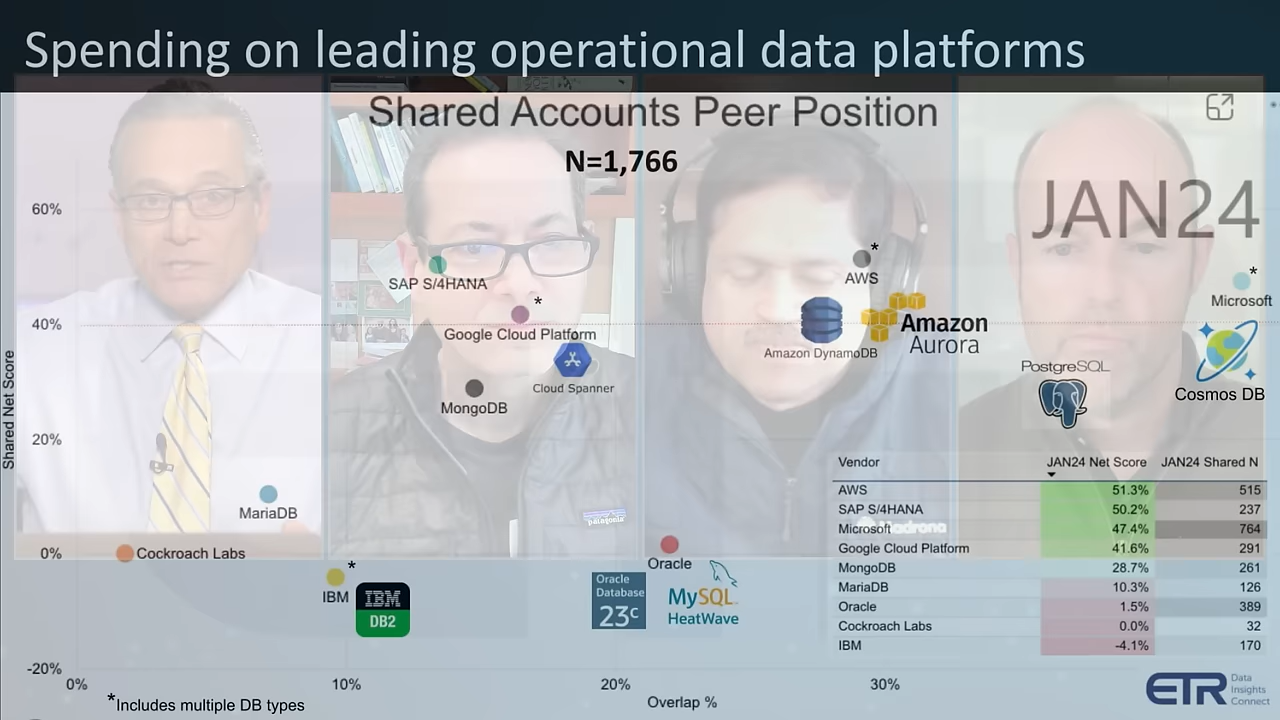 Spending on leading operational data platforms
Shared Accounts Peer Position
N=1,766
JAN24
60%
40%
20%
0%
-20%
Shared Net Score
SAP S/4HANA
*
Google Cloud Platform
Cloud Spanner
MongoDB
*
AWS
Amazon DynamoDB
Amazon
Aurora
*
Microsoft
PostgreSQL
Cosmos DB
MariaDB
Cockroach Labs
*
IBM
IBM
DB2
Oracle
Oracle
Database
23c
MySQL
HeatWave
patagonia
Madrona
Vendor JAN24 Net Score JAN24 Shared N
AWS 51.3% 515
SAP S/4HANA 50.2% 237
Microsoft 47.4% 764
Google Cloud Platform 41.6% 291
MongoDB 28.7% 261
MariaDB 10.3% 126
Oracle 1.5% 389
Cockroach Labs 0.0% 32
IBM -4.1% 170
0% 10% 20% 30%
Overlap %
*Includes multiple DB types
ETR Data
Insights
Connect